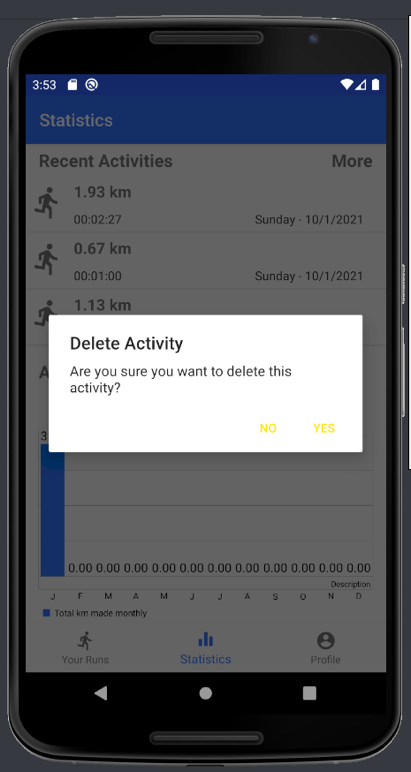 3:53
Statistics
Recent Activities More
1.93 km
00:02:27 Sunday - 10/1/2021
0.67 km
00:01:00 Sunday - 10/1/2021
1.13 km
Delete Activity
Are you sure you want to delete this
activity?
NO YES
A
3
0.00 0.00 0.00 0.00 0.00 0.00 0.00 0.00 0.00 0.00 0.00
Description
J F M A M J J A S O N D
Total km made monthly
Your Runs Statistics Profile